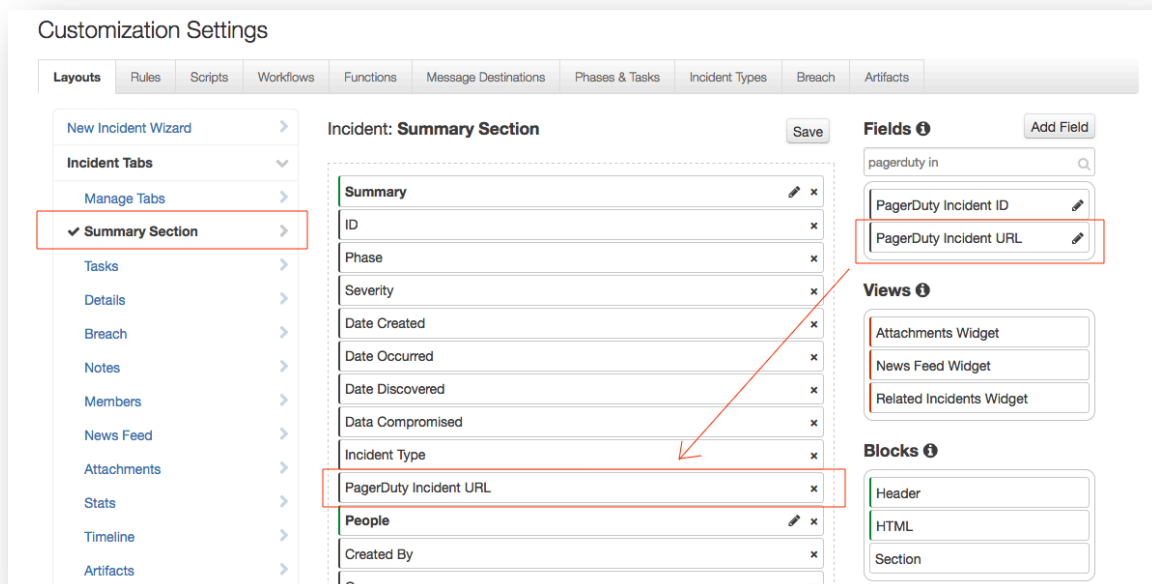 Customization Settings
Layouts
Rules
Scripts
Workflows
Functions
Message Destinations
Phases & Tasks
Incident Types
Breach
Artifacts
New Incident Wizard
Incident Tabs
Manage Tabs
Summary Section
Tasks
Details
Breach
Notes
Members
News Feed
Attachments
Stats
Timeline
Artifacts
Incident: Summary Section
Save
Summary
ID
Phase
Severity
Date Created
Date Occurred
Date Discovered
Data Compromised
Incident Type
PagerDuty Incident URL
People
Created By
Fields
Add Field
pagerduty in
PagerDuty Incident ID
PagerDuty Incident URL
Views
Attachments Widget
News Feed Widget
Related Incidents Widget
Blocks
Header
HTML
Section